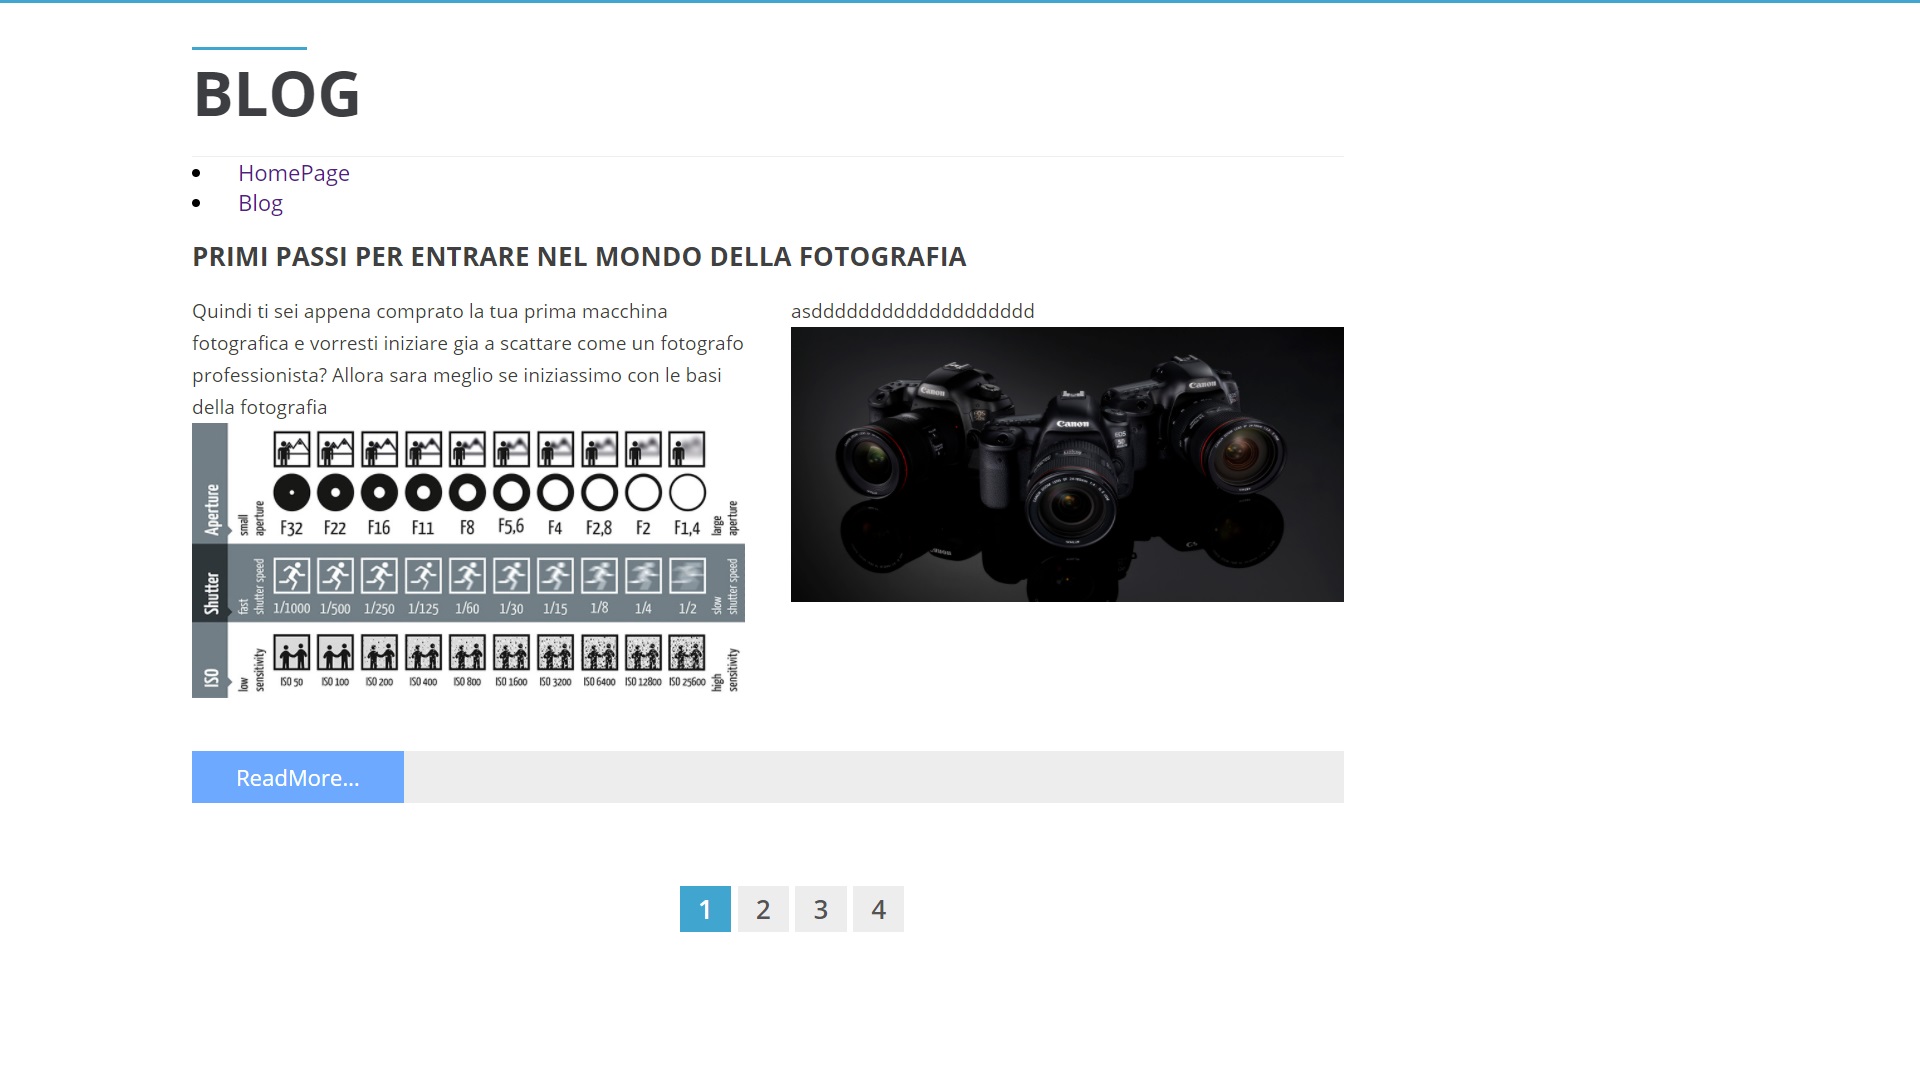 BLOG
HomePage
Blog
PRIMI PASSI PER ENTRARE NEL MONDO DELLA FOTOGRAFIA
Quindi ti sei appena comprato la tua prima macchina
fotografica e vorresti iniziare gia a scattare come un fotografo
professionista? Allora sara meglio se iniziassimo con le basi
della fotografia
Aperture
small
aperture
F32 F22 F16 F11 F8 F5,6 F4 F2,8 F2 F1,4
large
aperture
Shutter
fast
shutter speed
1/1000 1/500 1/250 1/125 1/60 1/30 1/15 1/8 1/4 1/2
slow
shutter speed
ISO
low
sensitivity
ISO 50 ISO 100 ISO 200 ISO 400 ISO 800 ISO 1600 ISO 3200 ISO 6400 ISO 12800 ISO 25600
high
sensitivity
asddddddddddddddddddd
Canon
Canon
Canon
ReadMore...
1 2 3 4